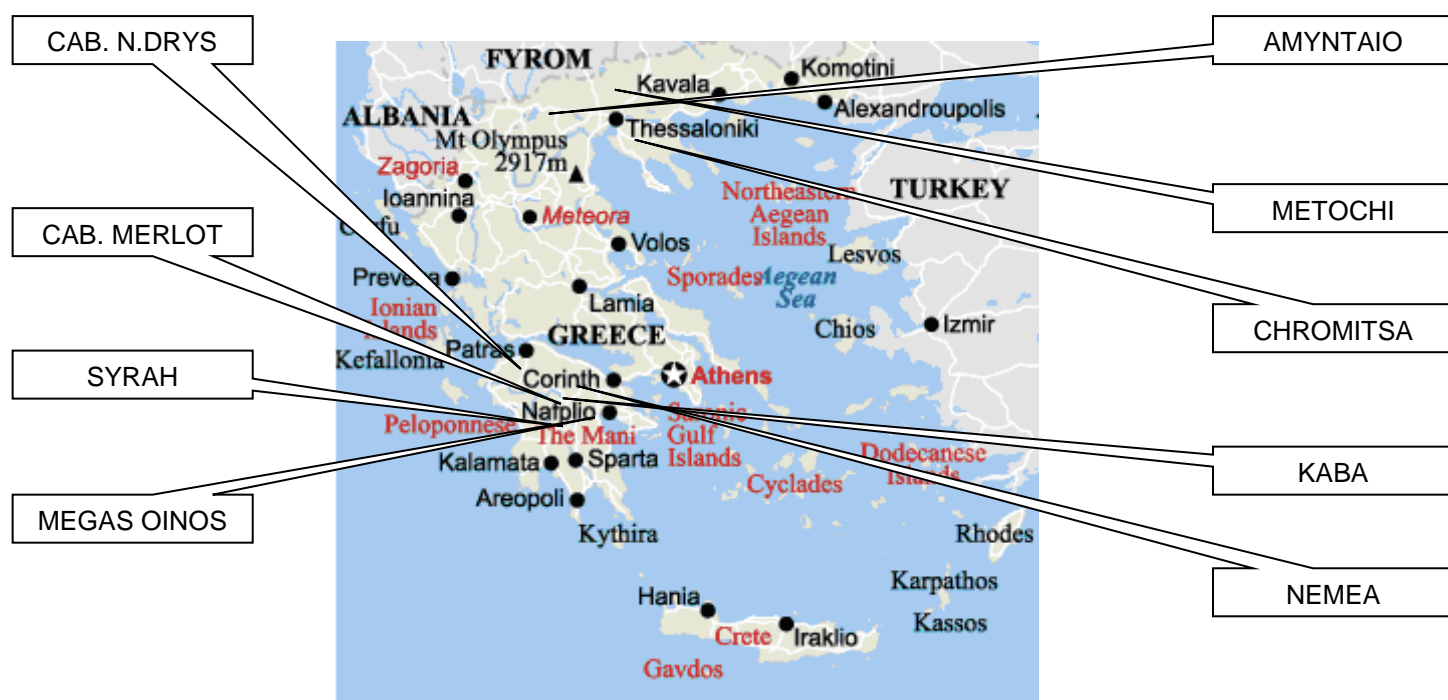 CAB. N.DRYS
AMYNTAIO
FYROM
Komotini
Kavala
ALBANIA
Alexandroupolis
Thessaloniki
Mt Olympus
2917m
Zagoria
Northeastern
Aegean
Islands
TURKEY
Ioannina
METOCHI
Meteora
CAB. MERLOT
Volos
Lesvos
Sporades
Aegean
Sea
Preveza
Lamia
Ionian
Islands
Chios
Izmir
CHROMITSA
GREECE
Patras
Kefallonia
SYRAH
Corinth
Athens
Nafplio
Saronic
Gulf
Islands
Peloponnese
The Mani
Dodecanese
Islands
Kalamata
Sparta
KABA
Cyclades
Areopoli
MEGAS OINOS
Kythira
Rhodes
Karpathos
NEMEA
Hania
Kassos
Crete
Iraklio
Gavdos